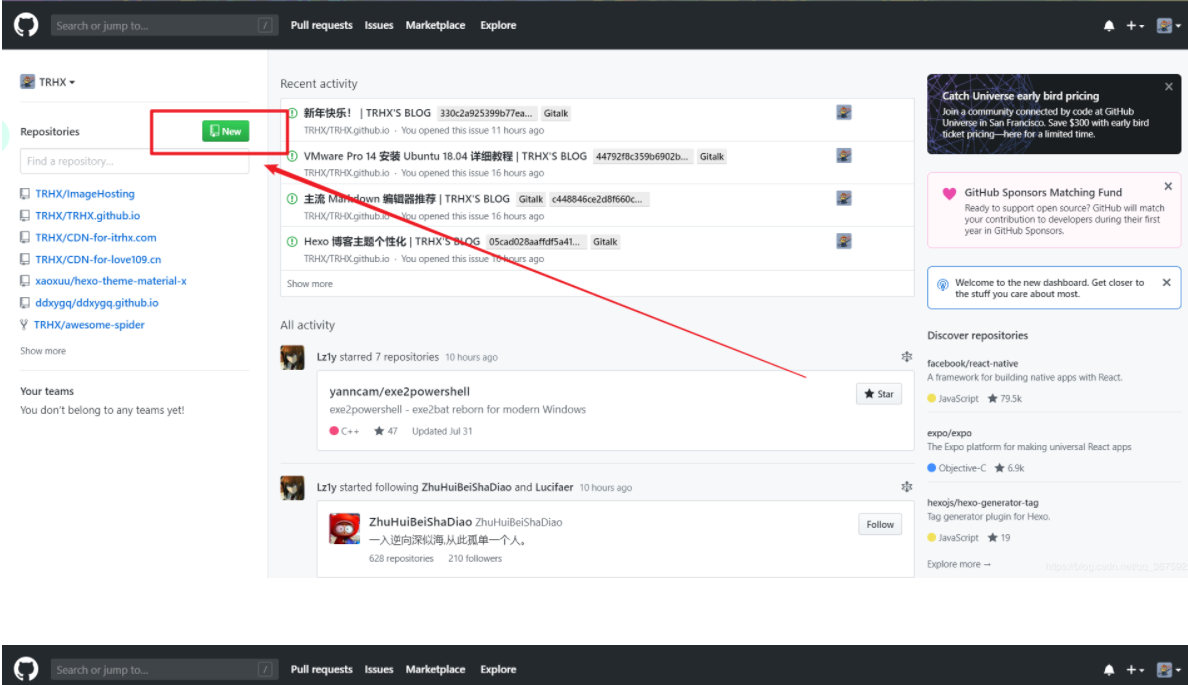 Search or jump to... / Pull requests Issues Marketplace Explore
TRHX
Repositories New
Find a repository...
TRHX/ImageHosting
TRHX/TRHX.github.io
TRHX/CDN-for-itrhx.com
TRHX/CDN-for-love109.cn
xaoxuu/hexo-theme-material-x
ddxygq/ddxygq.github.io
TRHX/awesome-spider
Show more
Your teams
You don't belong to any teams yet!
Recent activity
新年快乐! | TRHX'S BLOG 330c2a925399b77ea... Gitalk
TRHX/TRHX.github.io · You opened this issue 11 hours ago
VMware Pro 14 安装 Ubuntu 18.04 详细教程 | TRHX'S BLOG 44792f8c359b6902b... Gitalk
TRHX/TRHX.github.io · You opened this issue 16 hours ago
主流 Markdown 编辑器推荐 | TRHX'S BLOG Gitalk c448846ce2d8f660c...
TRHX/TRHX.github.io · You opened this issue 16 hours ago
Hexo 博客主题个性化 | TRHX'S BLOG 05cad028aaffdf5a41... Gitalk
TRHX/TRHX.github.io · You opened this issue 16 hours ago
Show more
All activity
Lz1y starred 7 repositories 10 hours ago
yanncam/exe2powershell
Star
exe2powershell - exe2bat reborn for modern Windows
C++ 47 Updated Jul 31
Lz1y started following ZhuHuiBeiShaDiao and Lucifaer 10 hours ago
ZhuHuiBeiShaDiao ZhuHuiBeiShaDiao
Follow
一入逆向深似海,从此孤单一个人。
628 repositories 210 followers
Catch Universe early bird pricing
Join a community connected by code at GitHub
Universe in San Francisco. Save $300 with early bird
ticket pricing—here for a limited time.
GitHub Sponsors Matching Fund
Ready to support open source? GitHub will match
your contribution to developers during their first
year in GitHub Sponsors.
Welcome to the new dashboard. Get closer to
the stuff you care about most.
Discover repositories
facebook/react-native
A framework for building native apps with React.
JavaScript 79.5k
expo/expo
The Expo platform for making universal React apps
Objective-C 6.9k
hexojs/hexo-generator-tag
Tag generator plugin for Hexo.
JavaScript 19
Explore more →
Search or jump to... / Pull requests Issues Marketplace Explore